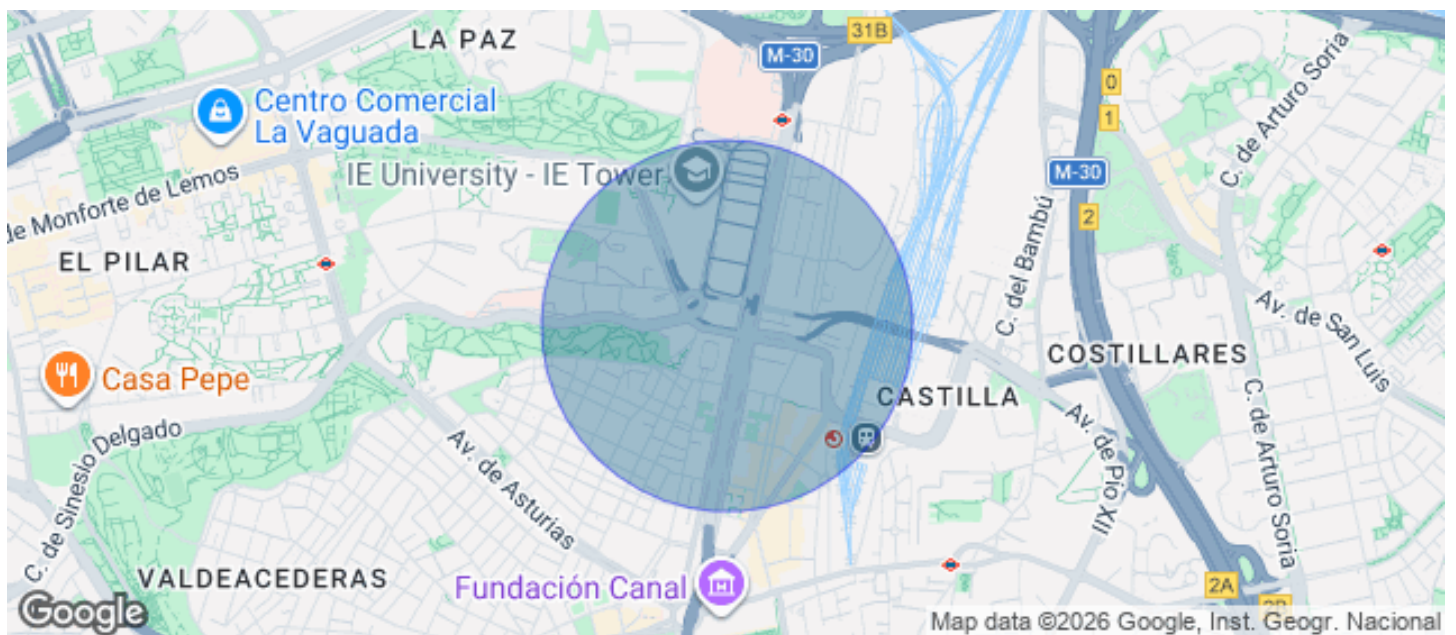 LA PAZ
31B
M-30
Centro Comercial
La Vaguada
0
1
C. de Arturo Soria
IE University - IE Tower
M-30
de Monforte de Lemos
2
EL PILAR
C. del Bambú
Av. de San Luis
COSTILLARES
Casa Pepe
CASTILLA
C. de Sinesio Delgado
Av. de Asturias
Av. de Pío XII
C. de Arturo Soria
VALDEACEDERAS
Fundación Canal
2A
Google
Map data ©2026 Google, Inst. Geogr. Nacional